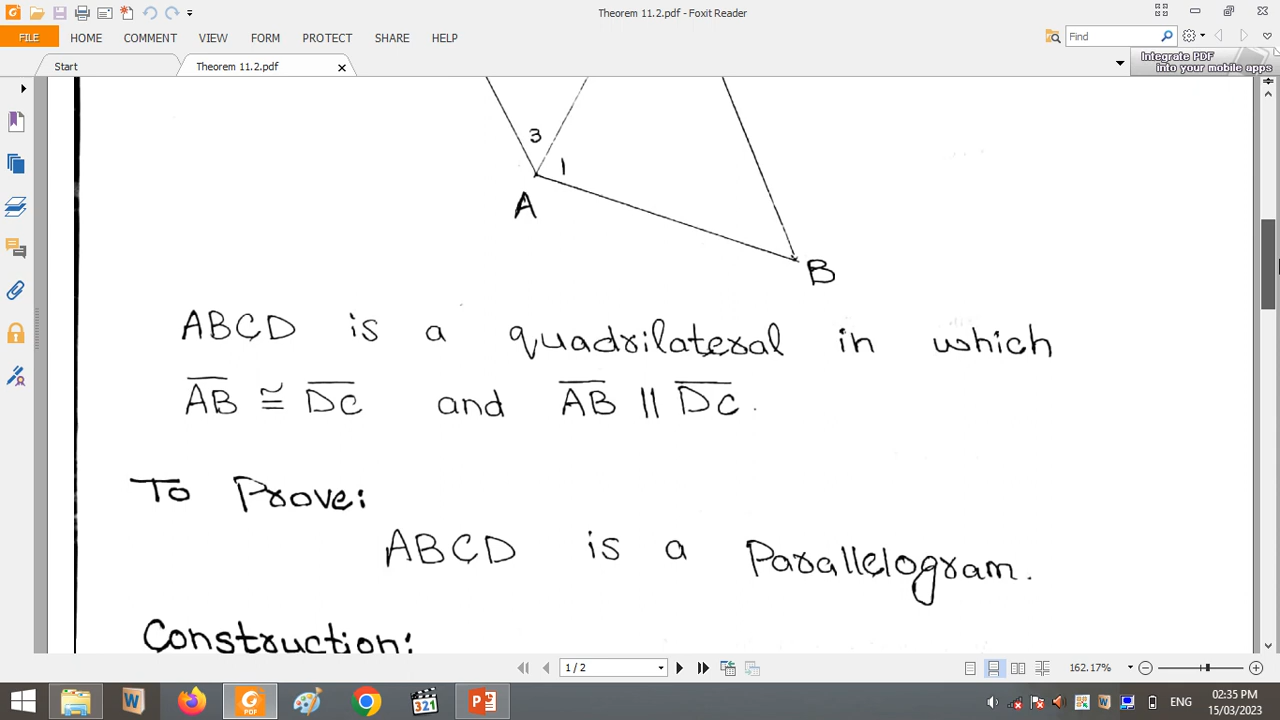 Theorem 11.2.pdf - Foxit Reader
FILE HOME COMMENT VIEW FORM PROTECT SHARE HELP
Find
Start
Theorem 11.2.pdf
Integrate PDF
into your mobile apps
3
1
A
B
ABCD is a quadrilateral in which
AB ≅ DC and AB || DC.
To Prove:
ABCD is a Parallelogram.
Construction:
1 / 2
162.17%
321
PDF
ENG
02:35 PM
15/03/2023